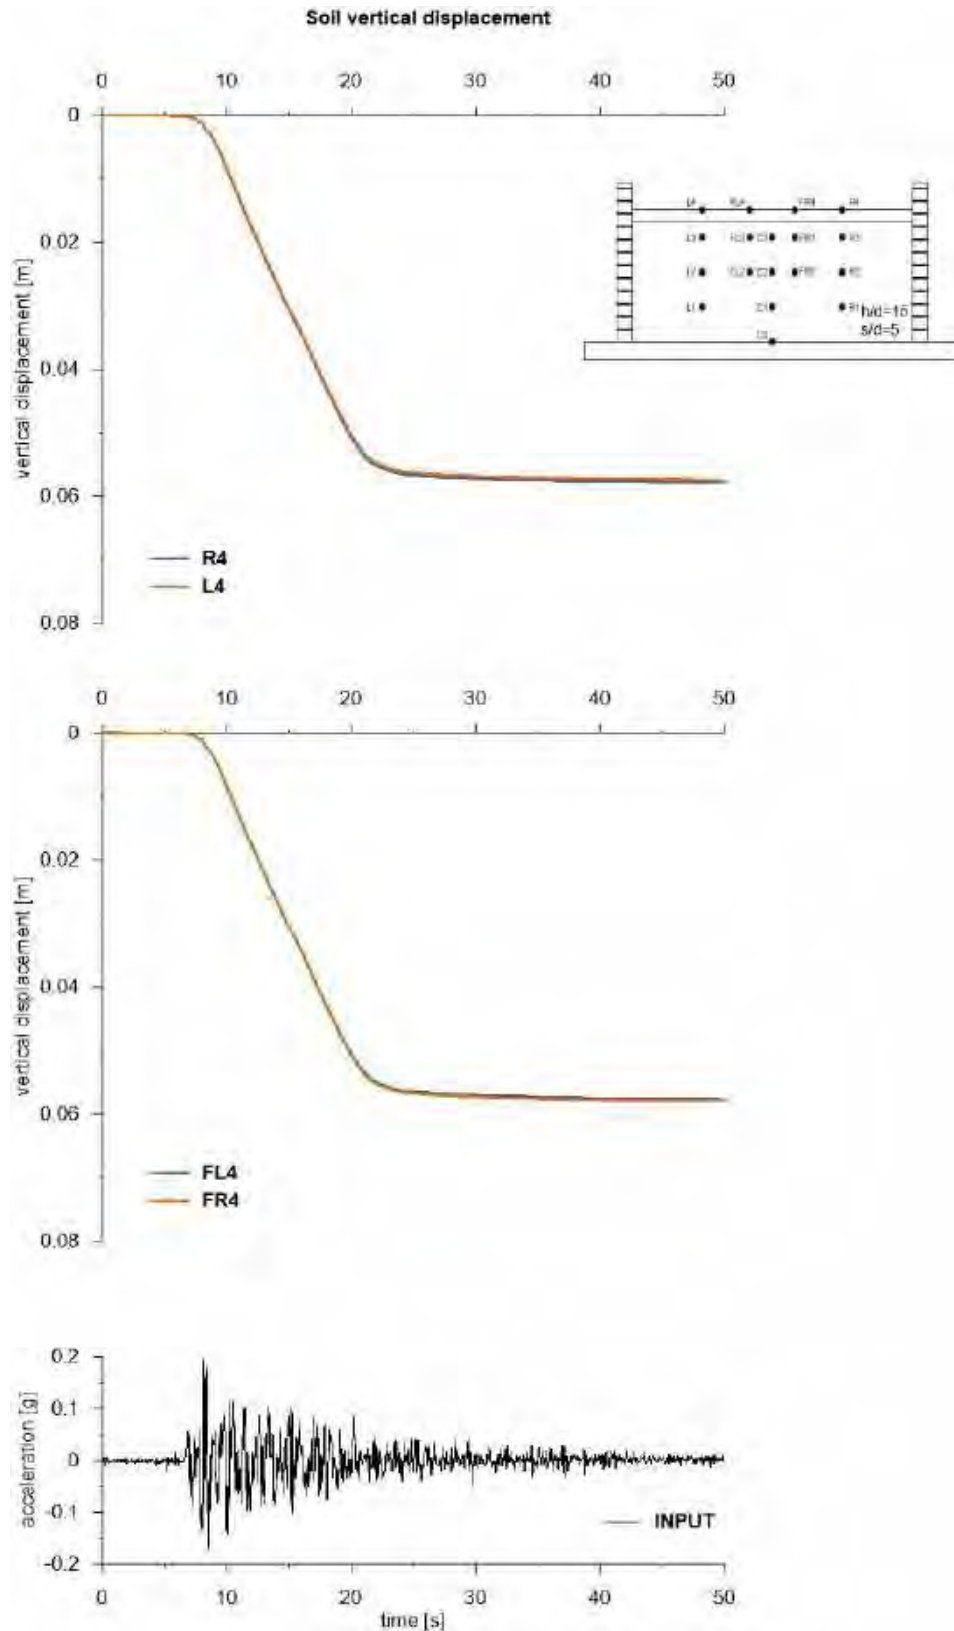 Soil vertical displacement
0 10 20 30 40 50
0
0.02
0.04
0.06
0.08
vertical displacement [m]
R4
L4
h/d=15
s/d=5
0 10 20 30 40 50
0
0.02
0.04
0.06
0.08
vertical displacement [m]
FL4
FR4
0.2
0.1
0
-0.1
-0.2
acceleration [g]
INPUT
0 10 20 30 40 50
time [s]